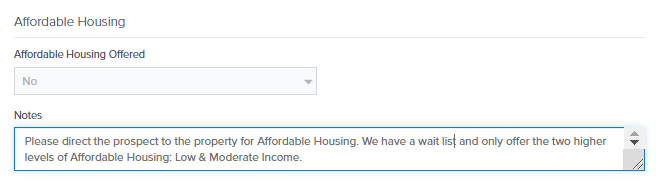 Affordable Housing
Affordable Housing Offered
No
Notes
Please direct the prospect to the property for Affordable Housing. We have a wait list and only offer the two higher
levels of Affordable Housing: Low & Moderate Income.